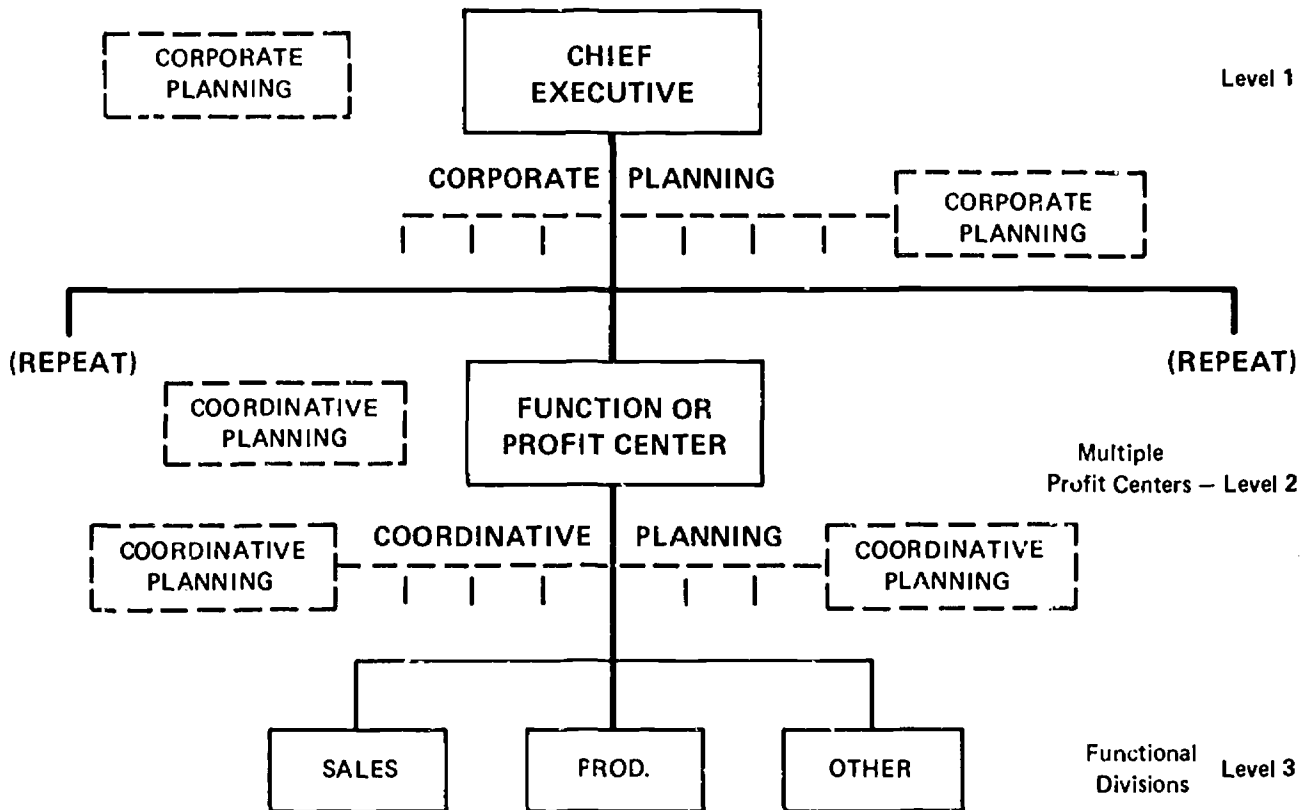 CORPORATE
PLANNING
CHIEF
EXECUTIVE
Level 1
CORPORATE PLANNING
CORPORATE
PLANNING
(REPEAT)
(REPEAT)
COORDINATIVE
PLANNING
FUNCTION OR
PROFIT CENTER
Multiple
Profit Centers — Level 2
COORDINATIVE
PLANNING
COORDINATIVE PLANNING
COORDINATIVE
PLANNING
SALES
PROD.
OTHER
Functional
Divisions
Level 3